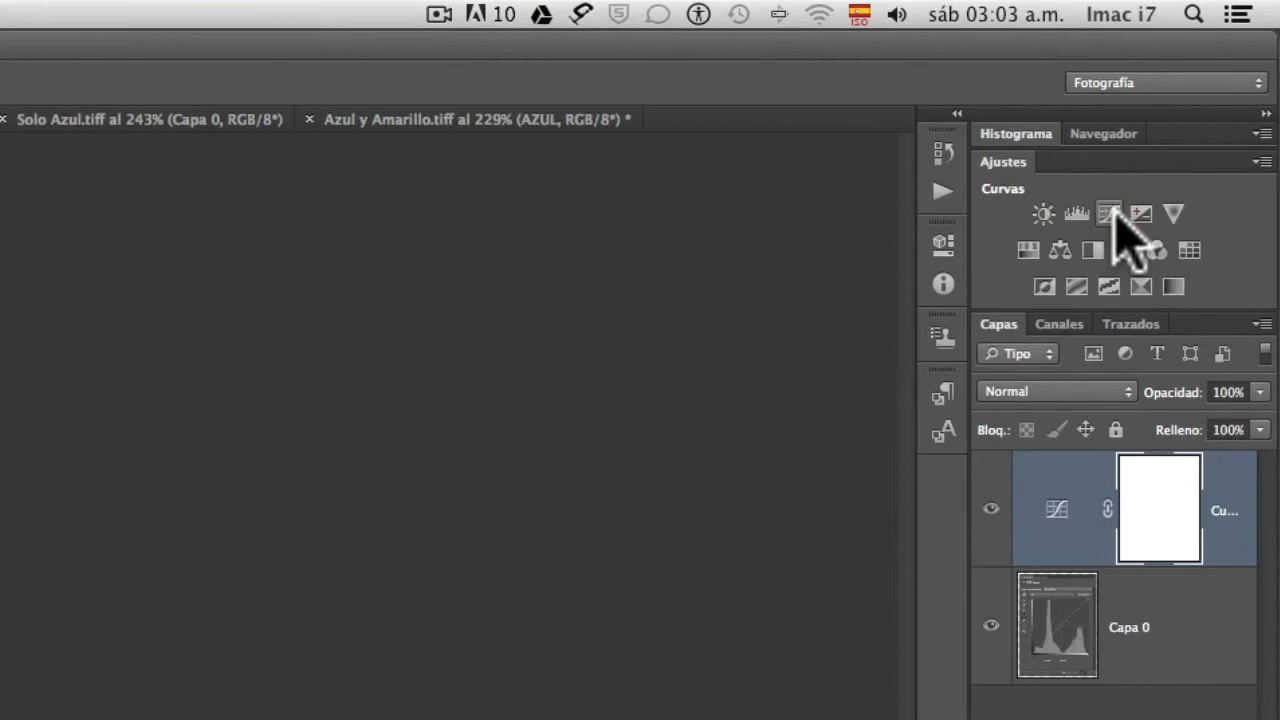 10 ISO sáb 03:03 a.m. Imac i7
Fotografía
× Solo Azul.tiff al 243% (Capa 0, RGB/8*) × Azul y Amarillo.tiff al 229% (AZUL, RGB/8*) *
Histograma Navegador
Ajustes
Curvas
Capas Canales Trazados
Tipo
Normal Opacidad: 100%
Bloq.: Relleno: 100%
Cu...
Capa 0